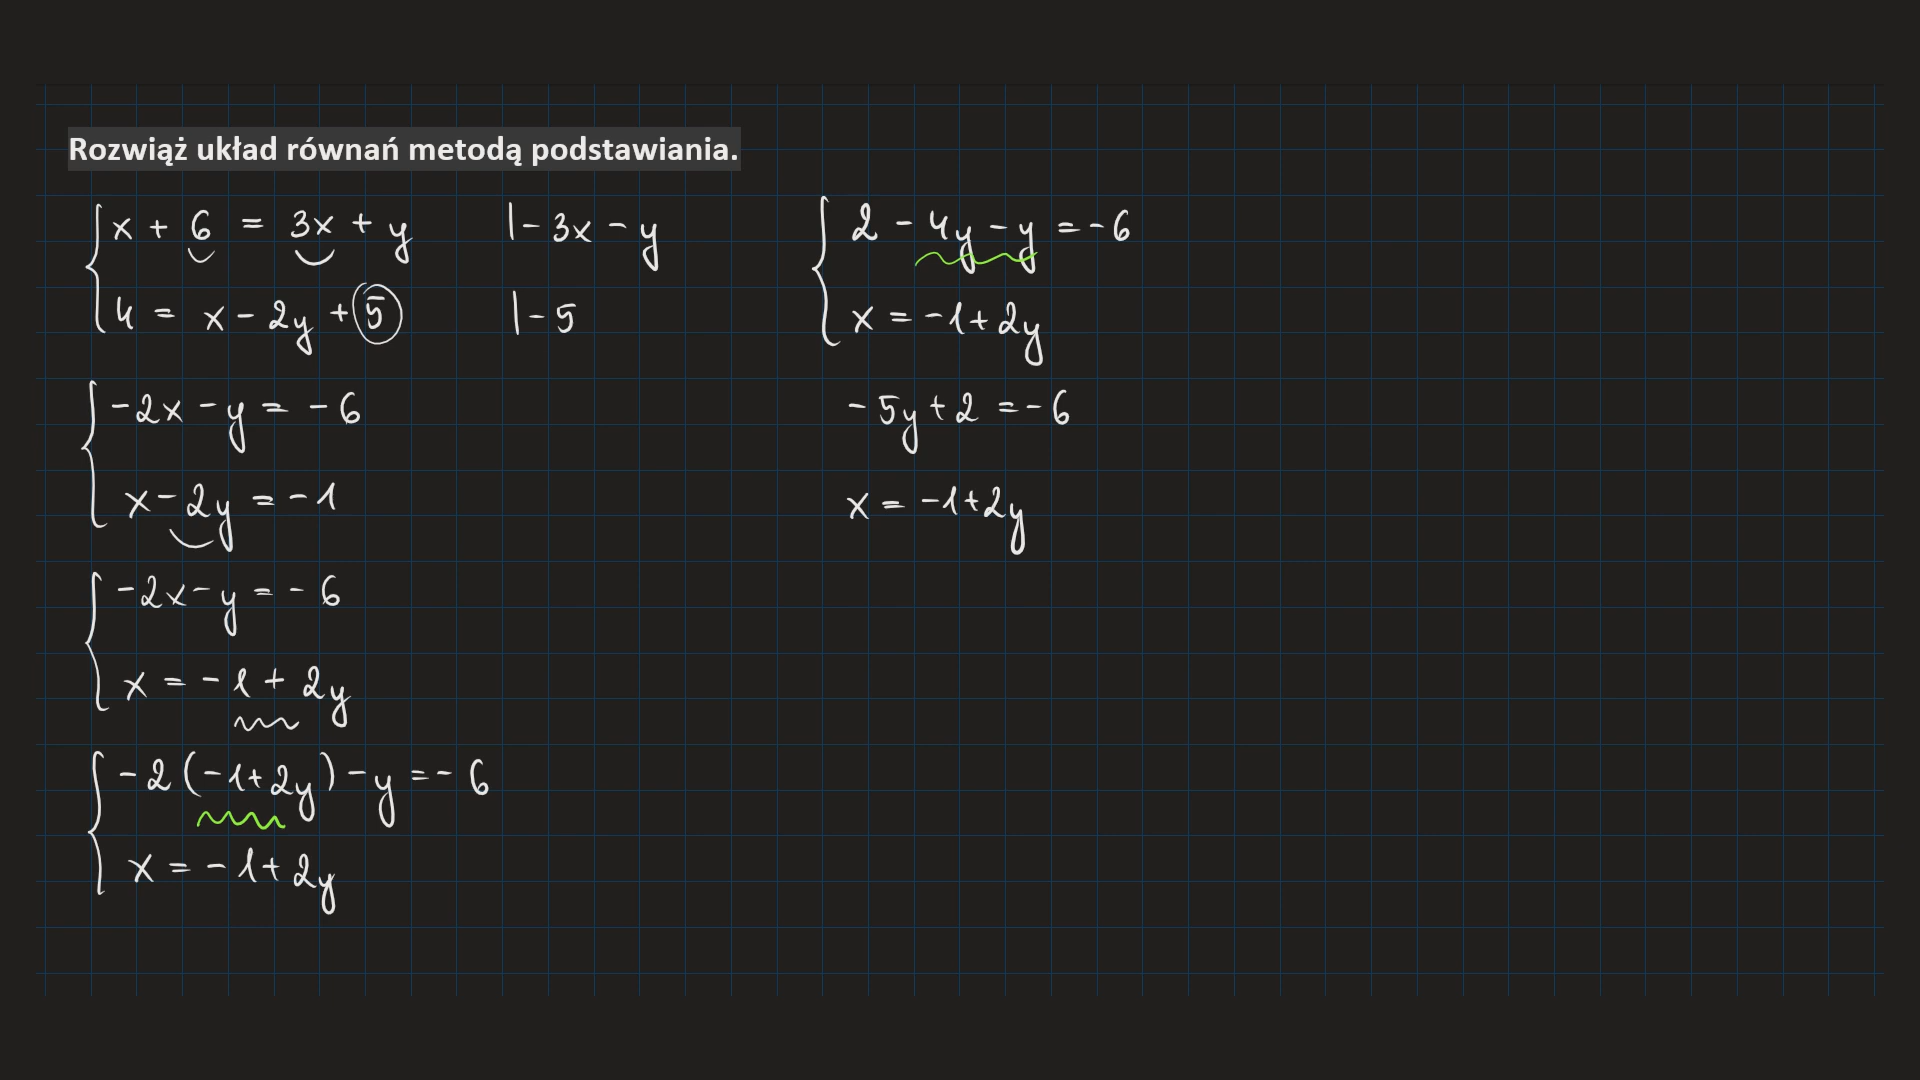 Rozwiąż układ równań metodą podstawiania.
x + 6 = 3x + y |-3x - y
4 = x - 2y + 5 |-5
-2x - y = -6
x - 2y = -1
-2x - y = -6
x = -1 + 2y
-2(-1+2y) - y = -6
x = -1 + 2y
2 - 4y - y = -6
x = -1 + 2y
-5y + 2 = -6
x = -1 + 2y